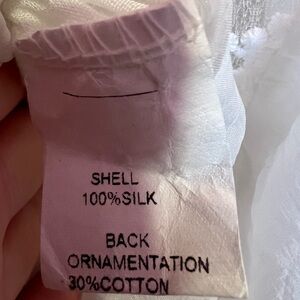 SHELL
100%SILK
BACK
ORNAMENTATION
30%COTTON